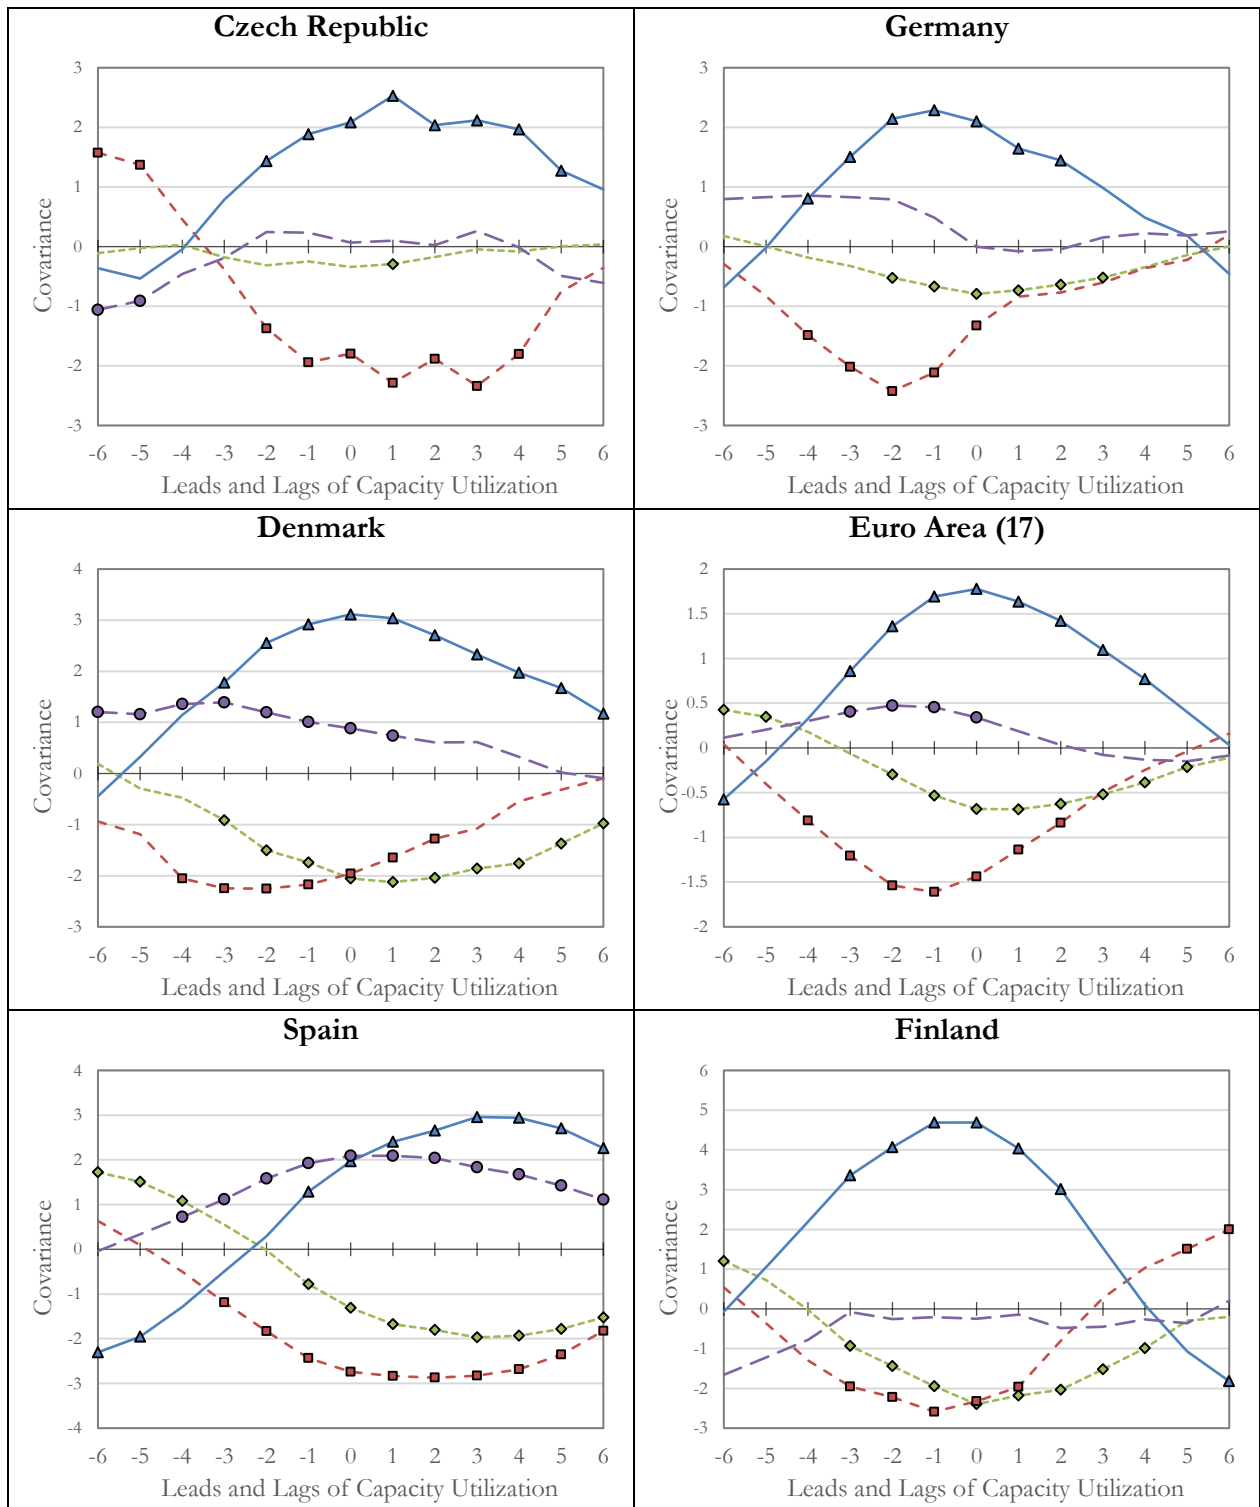 Czech Republic
3
2
1
0
-1
-2
-3
Covariance
-6 -5 -4 -3 -2 -1 0 1 2 3 4 5 6
Leads and Lags of Capacity Utilization
Germany
3
2
1
0
-1
-2
-3
Covariance
-6 -5 -4 -3 -2 -1 0 1 2 3 4 5 6
Leads and Lags of Capacity Utilization
Denmark
4
3
2
1
0
-1
-2
-3
Covariance
-6 -5 -4 -3 -2 -1 0 1 2 3 4 5 6
Leads and Lags of Capacity Utilization
Euro Area (17)
2
1.5
1
0.5
0
-0.5
-1
-1.5
-2
Covariance
-6 -5 -4 -3 -2 -1 0 1 2 3 4 5 6
Leads and Lags of Capacity Utilization
Spain
4
3
2
1
0
-1
-2
-3
-4
Covariance
-6 -5 -4 -3 -2 -1 0 1 2 3 4 5 6
Leads and Lags of Capacity Utilization
Finland
6
5
4
3
2
1
0
-1
-2
-3
Covariance
-6 -5 -4 -3 -2 -1 0 1 2 3 4 5 6
Leads and Lags of Capacity Utilization